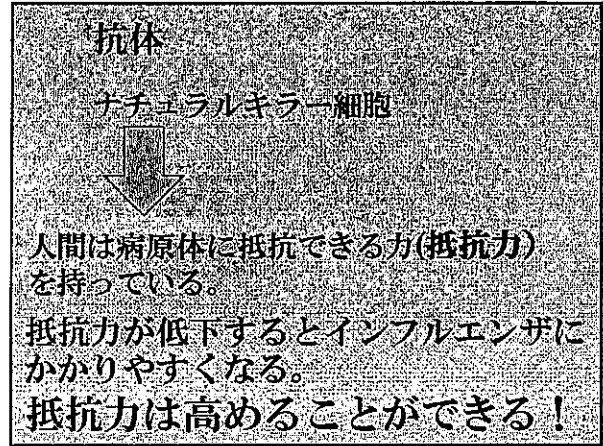 抗体
ナチュラルキラー細胞
人間は病原体に抵抗できる力(抵抗力)
を持っている。
抵抗力が低下するとインフルエンザに
かかりやすくなる。
抵抗力は高めることができる！